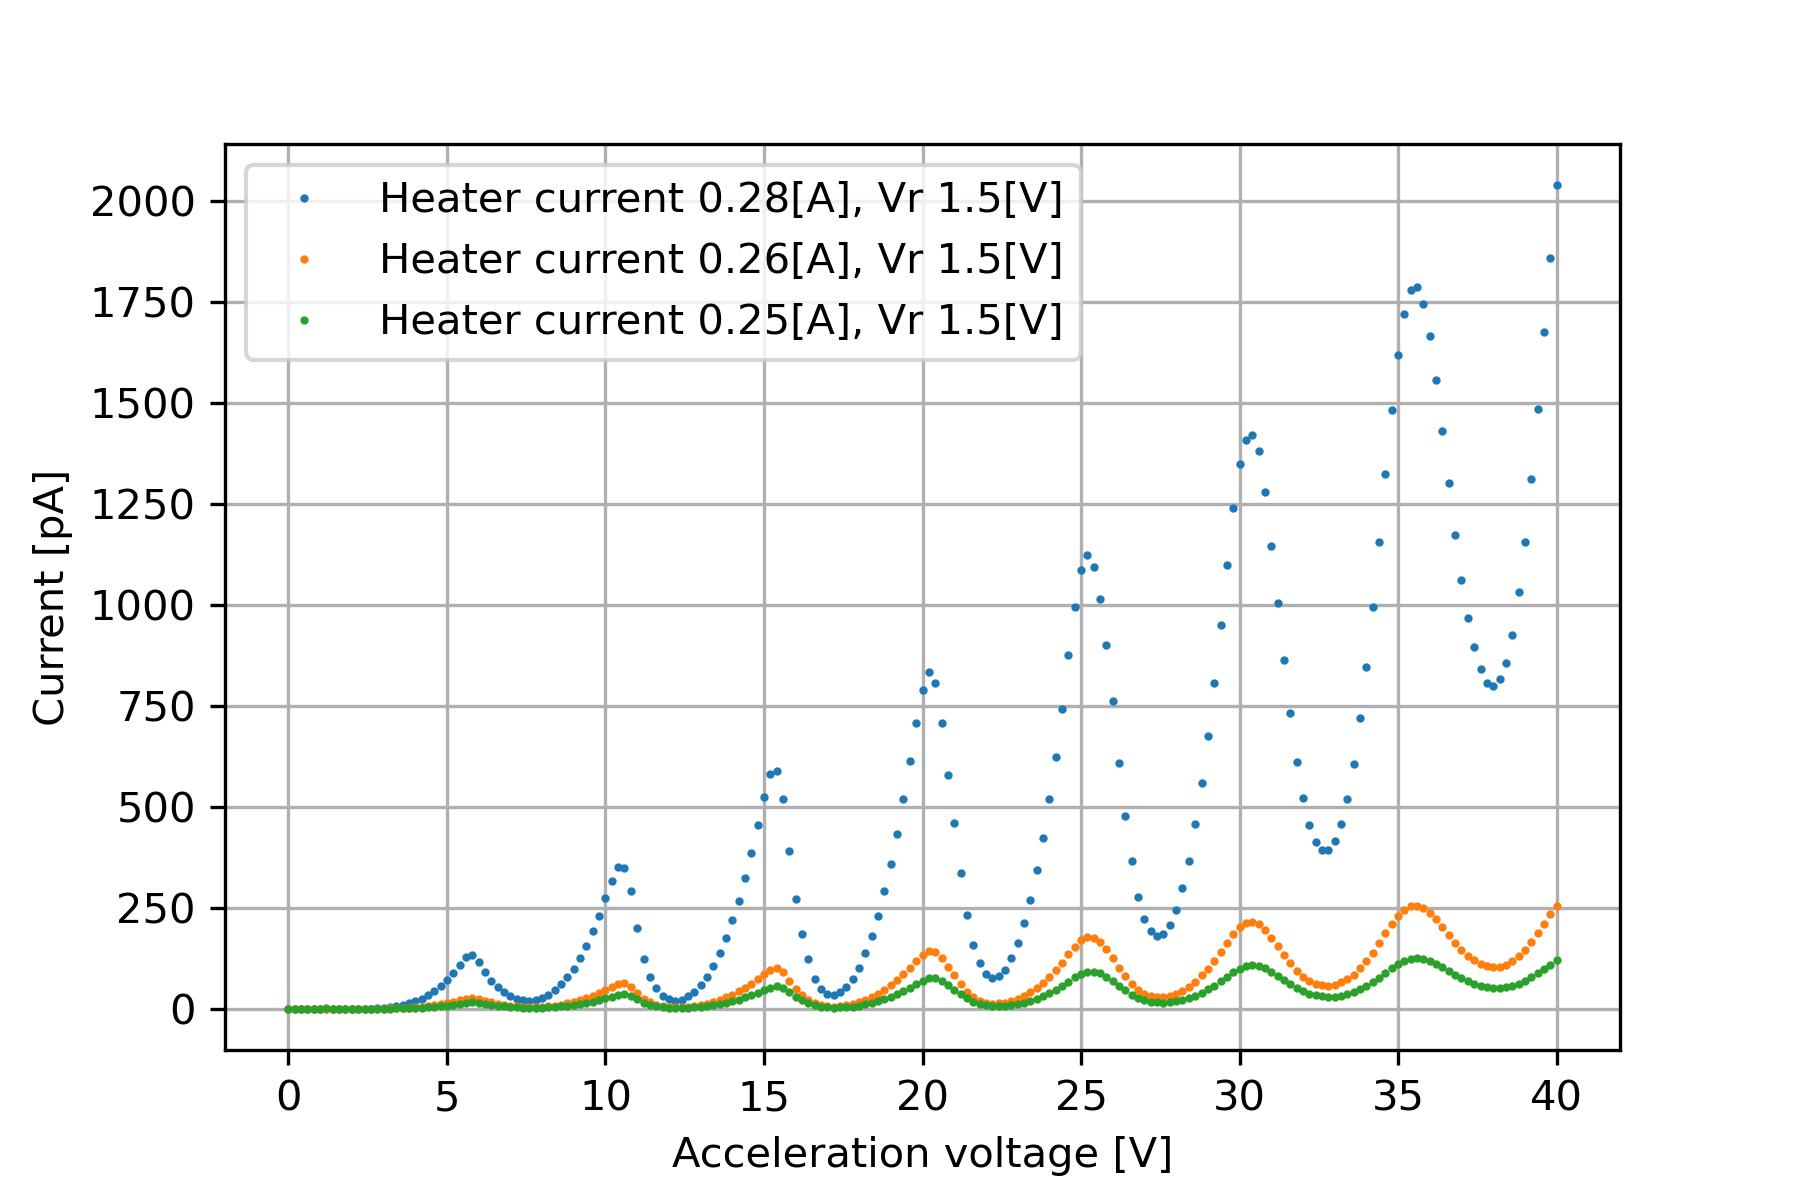 Heater current 0.28[A], Vr 1.5[V]
Heater current 0.26[A], Vr 1.5[V]
Heater current 0.25[A], Vr 1.5[V]
2000
1750
1500
1250
1000
750
500
250
0
Current [pA]
0 5 10 15 20 25 30 35 40
Acceleration voltage [V]